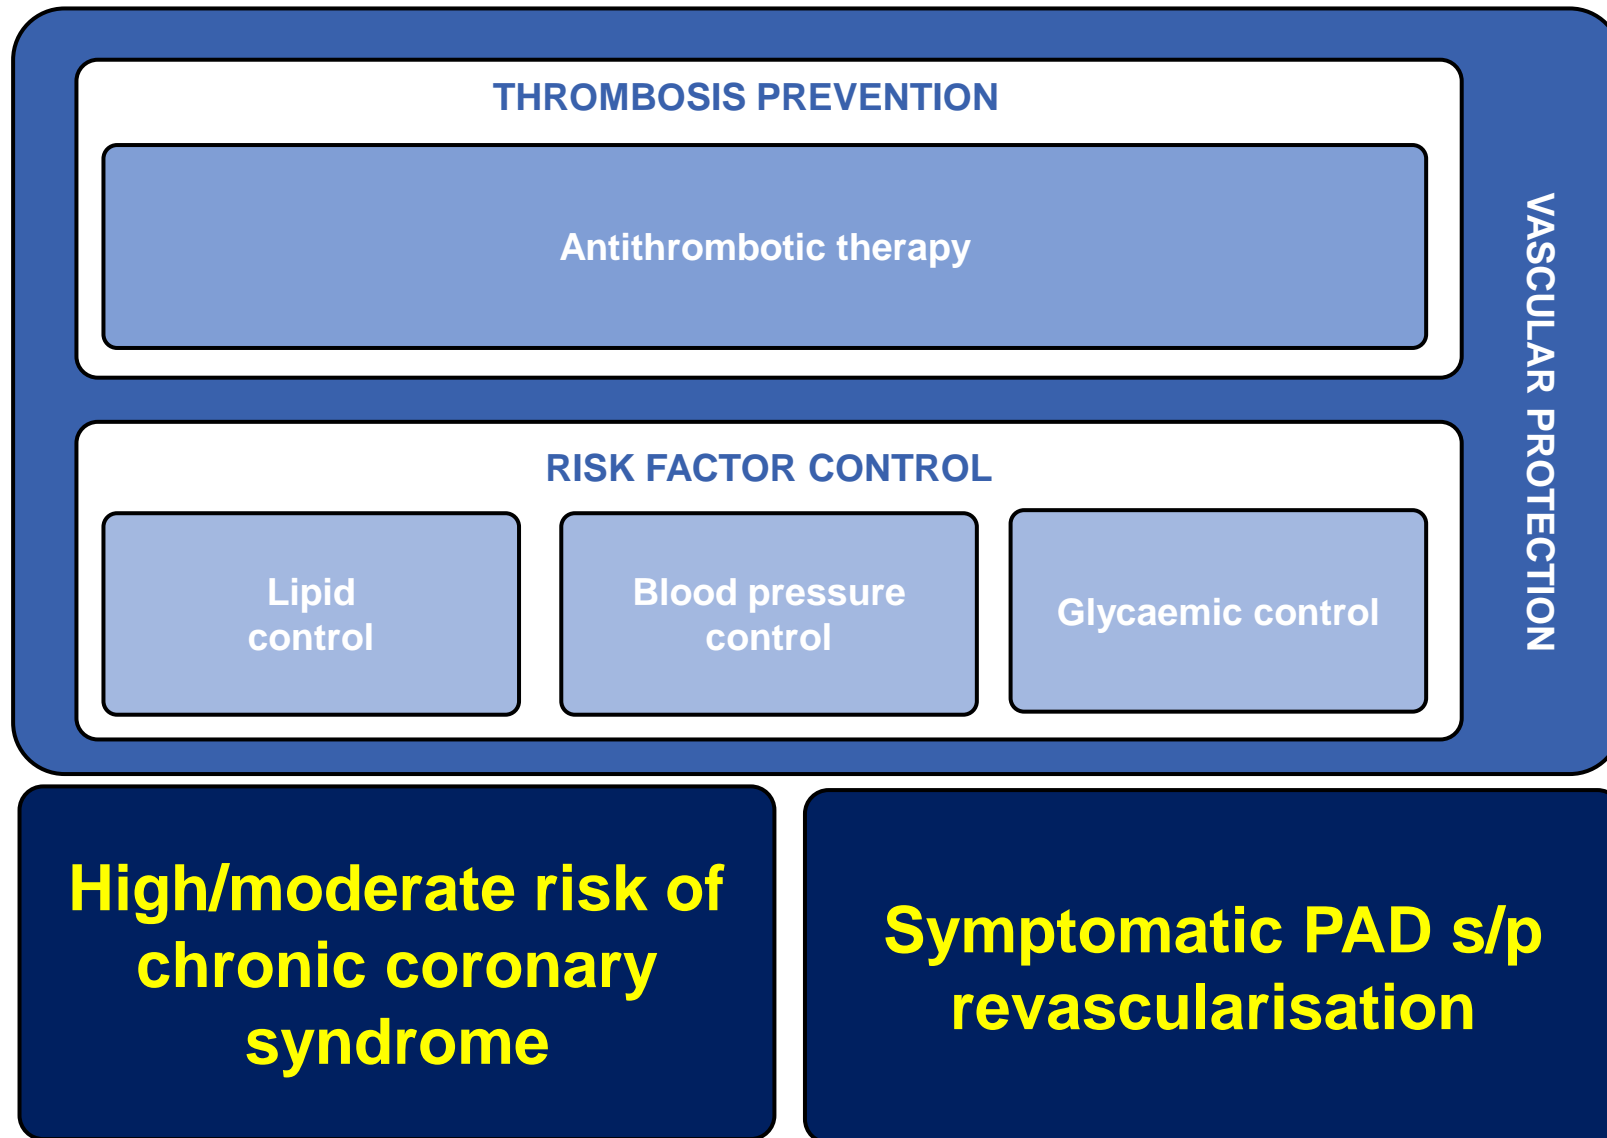 THROMBOSIS PREVENTION
Antithrombotic therapy
VASCULAR PROTECTION
RISK FACTOR CONTROL
Lipid
control
Blood pressure
control
Glycaemic control
High/moderate risk of
chronic coronary
syndrome
Symptomatic PAD s/p
revascularisation